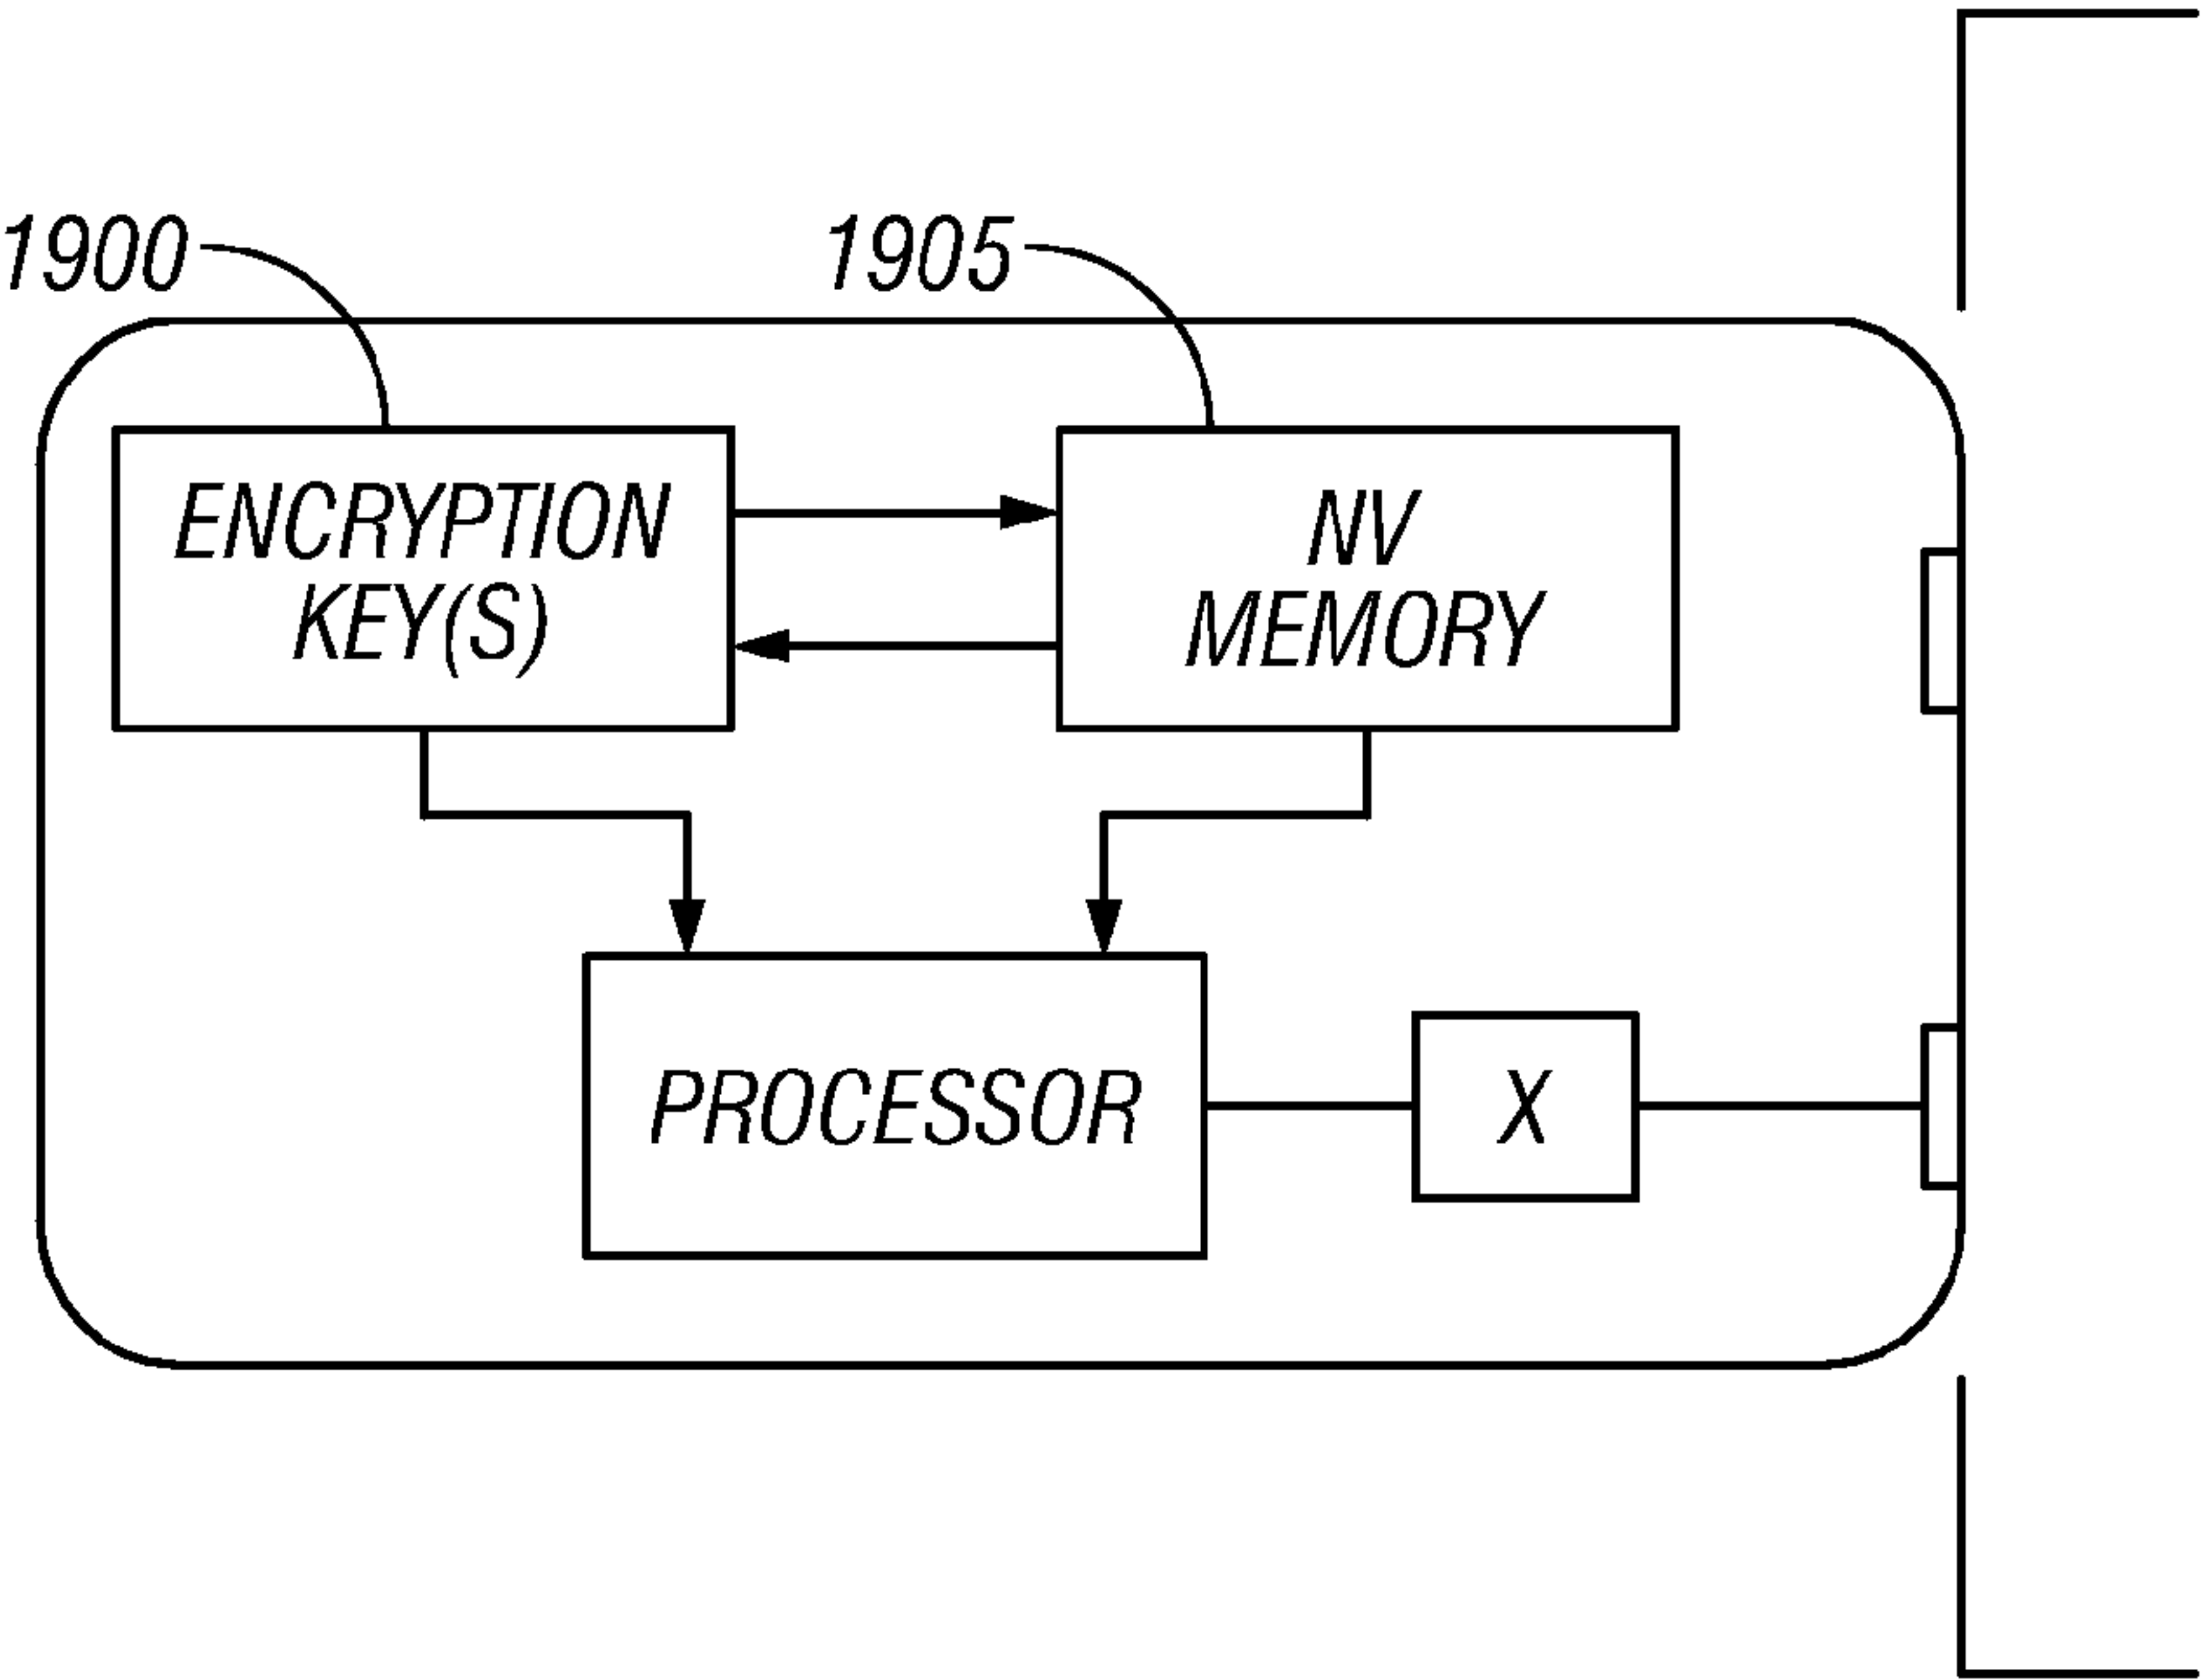 1900
1905
ENCRYPTION
KEY(S)
NV
MEMORY
PROCESSOR
X